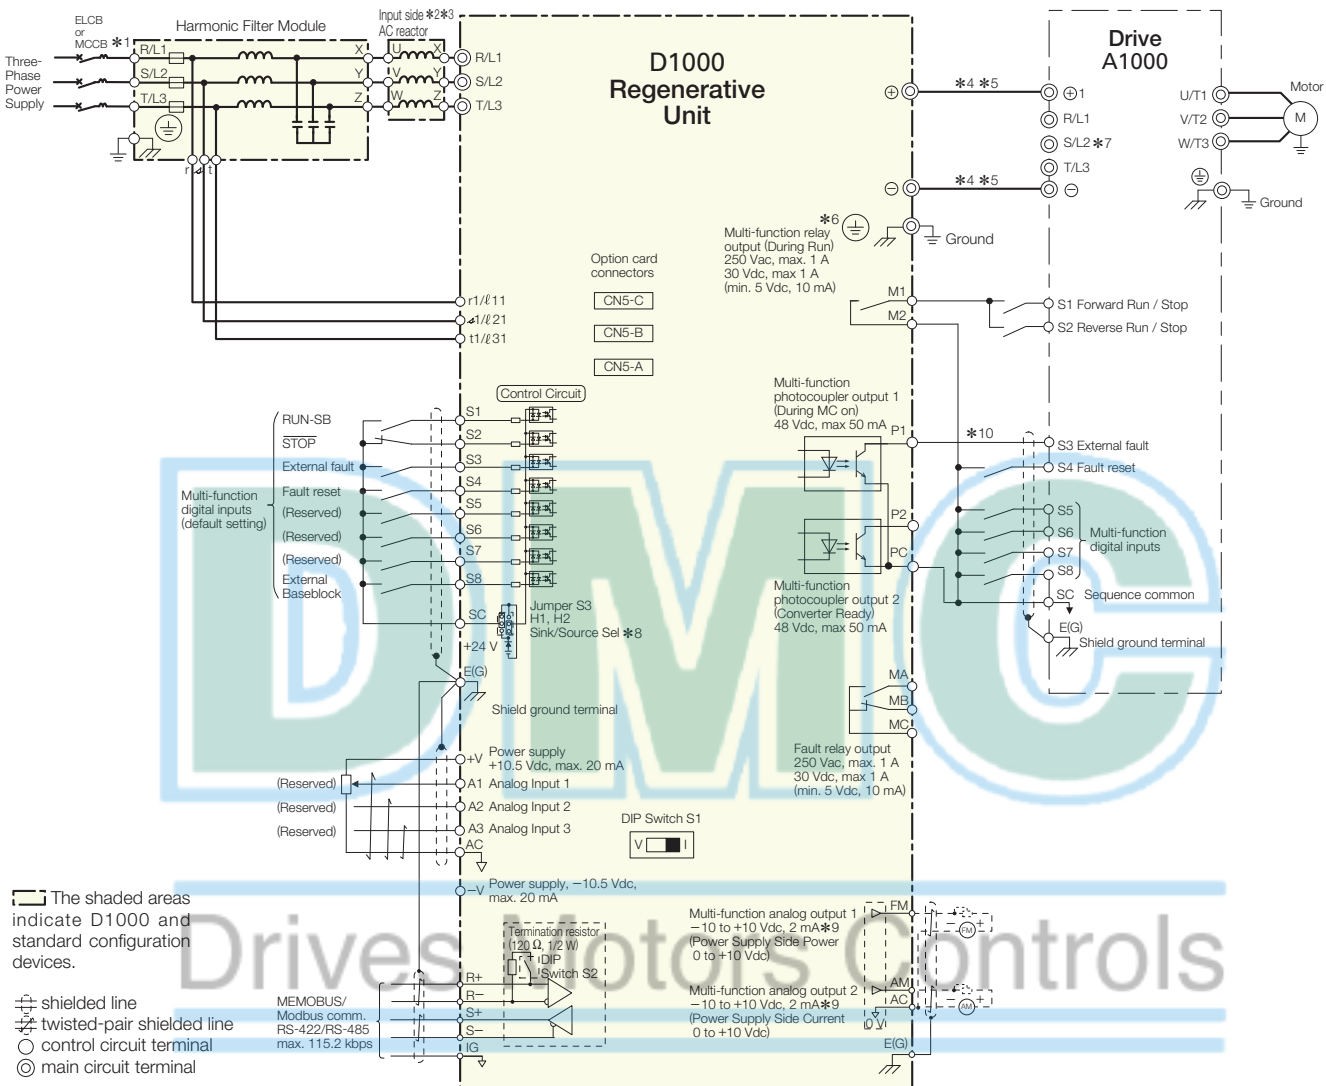 ELCB
or
MCCB *1
Harmonic Filter Module
Input side *2*3
AC reactor
Three-
Phase
Power
Supply
R/L1
S/L2
T/L3
X
Y
Z
U X
V Y
W Z
R/L1
S/L2
T/L3
r
t
D1000
Regenerative
Unit
Drive
A1000
*4 *5
+1
R/L1
S/L2*7
T/L3
*4 *5
U/T1
V/T2
W/T3
Motor
M
Ground
*6
Ground
Multi-function relay
output (During Run)
250 Vac, max. 1 A
30 Vdc, max 1 A
(min. 5 Vdc, 10 mA)
M1
M2
S1 Forward Run / Stop
S2 Reverse Run / Stop
Option card
connectors
CN5-C
CN5-B
CN5-A
r1/ℓ11
1/ℓ21
t1/ℓ31
Control Circuit
Multi-function
digital inputs
(default setting)
RUN-SB
STOP
External fault
Fault reset
(Reserved)
(Reserved)
(Reserved)
External
Baseblock
S1
S2
S3
S4
S5
S6
S7
S8
SC
+24 V
E(G)
Jumper S3
H1, H2
Sink/Source Sel *8
Shield ground terminal
Multi-function
photocoupler output 1
(During MC on)
48 Vdc, max 50 mA
P1
*10
P2
PC
Multi-function
photocoupler output 2
(Converter Ready)
48 Vdc, max 50 mA
S3 External fault
S4 Fault reset
S5
S6
S7
S8
Multi-function
digital inputs
SC Sequence common
E(G)
Shield ground terminal
MA
MB
MC
Fault relay output
250 Vac, max. 1 A
30 Vdc, max 1 A
(min. 5 Vdc, 10 mA)
+V Power supply
+10.5 Vdc, max. 20 mA
(Reserved)
A1 Analog Input 1
(Reserved)
A2 Analog Input 2
(Reserved)
A3 Analog Input 3
AC
−V Power supply, −10.5 Vdc,
max. 20 mA
DIP Switch S1
V I
Termination resistor
(120 Ω, 1/2 W)
DIP
Switch S2
MEMOBUS/
Modbus comm.
RS-422/RS-485
max. 115.2 kbps
R+
R−
S+
S−
IG
Multi-function analog output 1
−10 to +10 Vdc, 2 mA*9
(Power Supply Side Power
0 to +10 Vdc)
Multi-function analog output 2
−10 to +10 Vdc, 2 mA*9
(Power Supply Side Current
0 to +10 Vdc)
FM
− +
FM
AM
AC
− +
AM
0 V
E(G)
The shaded areas
indicate D1000 and
standard configuration
devices.
shielded line
twisted-pair shielded line
control circuit terminal
main circuit terminal
DMC
Drives Motors Controls